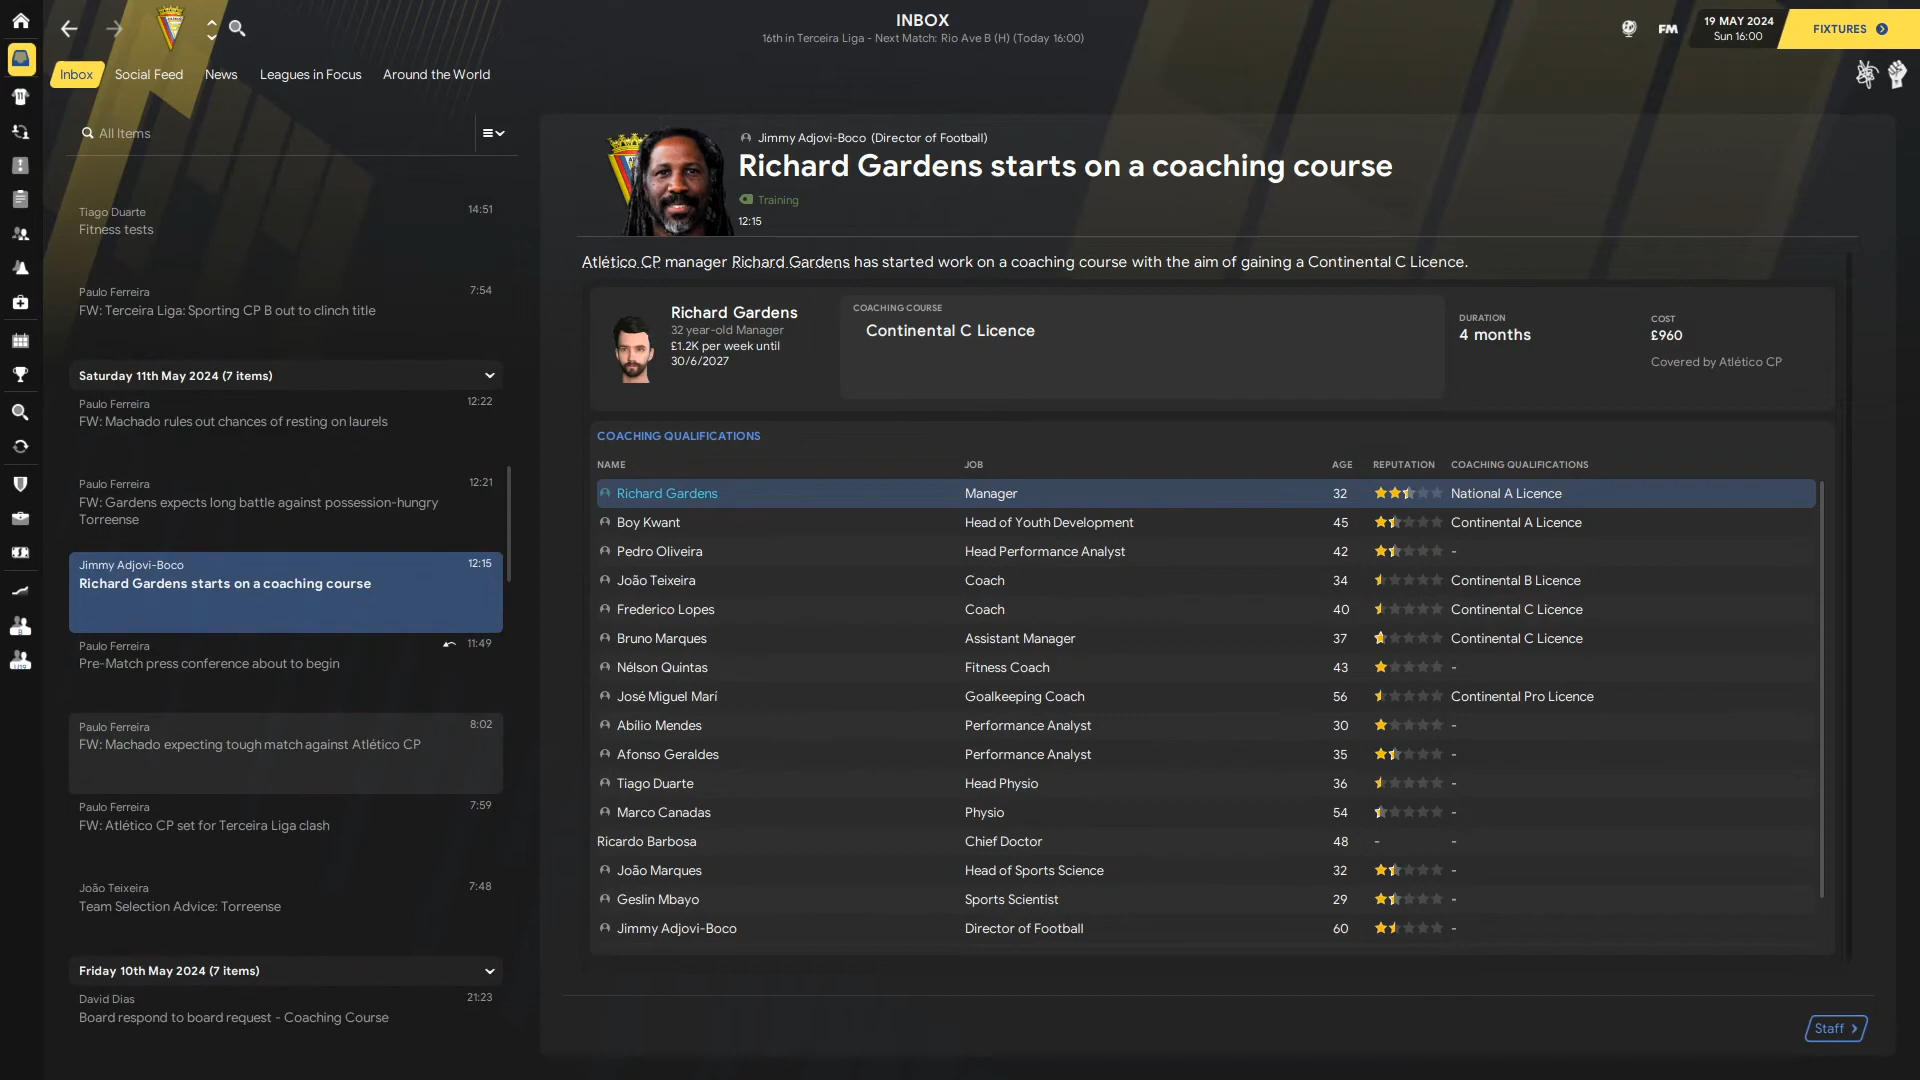 INBOX
16th in Terceira Liga - Next Match: Rio Ave B (H) (Today 16:00)
FM
19 MAY 2024
Sun 16:00
FIXTURES
Inbox
Social Feed
News
Leagues in Focus
Around the World
All Items
Tiago Duarte
14:51
Fitness tests
Paulo Ferreira
7:54
FW: Terceira Liga: Sporting CP B out to clinch title
Saturday 11th May 2024 (7 items)
Paulo Ferreira
12:22
FW: Machado rules out chances of resting on laurels
Paulo Ferreira
12:21
FW: Gardens expects long battle against possession-hungry
Torreense
Jimmy Adjovi-Boco
12:15
Richard Gardens starts on a coaching course
Paulo Ferreira
11:49
Pre-Match press conference about to begin
Paulo Ferreira
8:02
FW: Machado expecting tough match against Atlético CP
Paulo Ferreira
7:59
FW: Atlético CP set for Terceira Liga clash
João Teixeira
7:48
Team Selection Advice: Torreense
Friday 10th May 2024 (7 items)
David Dias
21:23
Board respond to board request - Coaching Course
Jimmy Adjovi-Boco (Director of Football)
Richard Gardens starts on a coaching course
Training
12:15
Atlético CP manager Richard Gardens has started work on a coaching course with the aim of gaining a Continental C Licence.
Richard Gardens
32 year-old Manager
£1.2K per week until
30/6/2027
COACHING COURSE
Continental C Licence
DURATION
4 months
COST
£960
Covered by Atlético CP
COACHING QUALIFICATIONS
NAME JOB AGE REPUTATION COACHING QUALIFICATIONS
Richard Gardens Manager 32 National A Licence
Boy Kwant Head of Youth Development 45 Continental A Licence
Pedro Oliveira Head Performance Analyst 42 -
João Teixeira Coach 34 Continental B Licence
Frederico Lopes Coach 40 Continental C Licence
Bruno Marques Assistant Manager 37 Continental C Licence
Nélson Quintas Fitness Coach 43 -
José Miguel Marí Goalkeeping Coach 56 Continental Pro Licence
Abílio Mendes Performance Analyst 30 -
Afonso Geraldes Performance Analyst 35 -
Tiago Duarte Head Physio 36 -
Marco Canadas Physio 54 -
Ricardo Barbosa Chief Doctor 48 - -
João Marques Head of Sports Science 32 -
Geslin Mbayo Sports Scientist 29 -
Jimmy Adjovi-Boco Director of Football 60 -
Staff